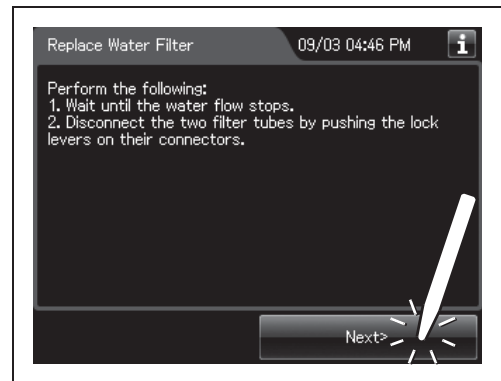 Replace Water Filter
09/03 04:46 PM
i
Perform the following:
1. Wait until the water flow stops.
2. Disconnect the two filter tubes by pushing the lock
levers on their connectors.
Next>